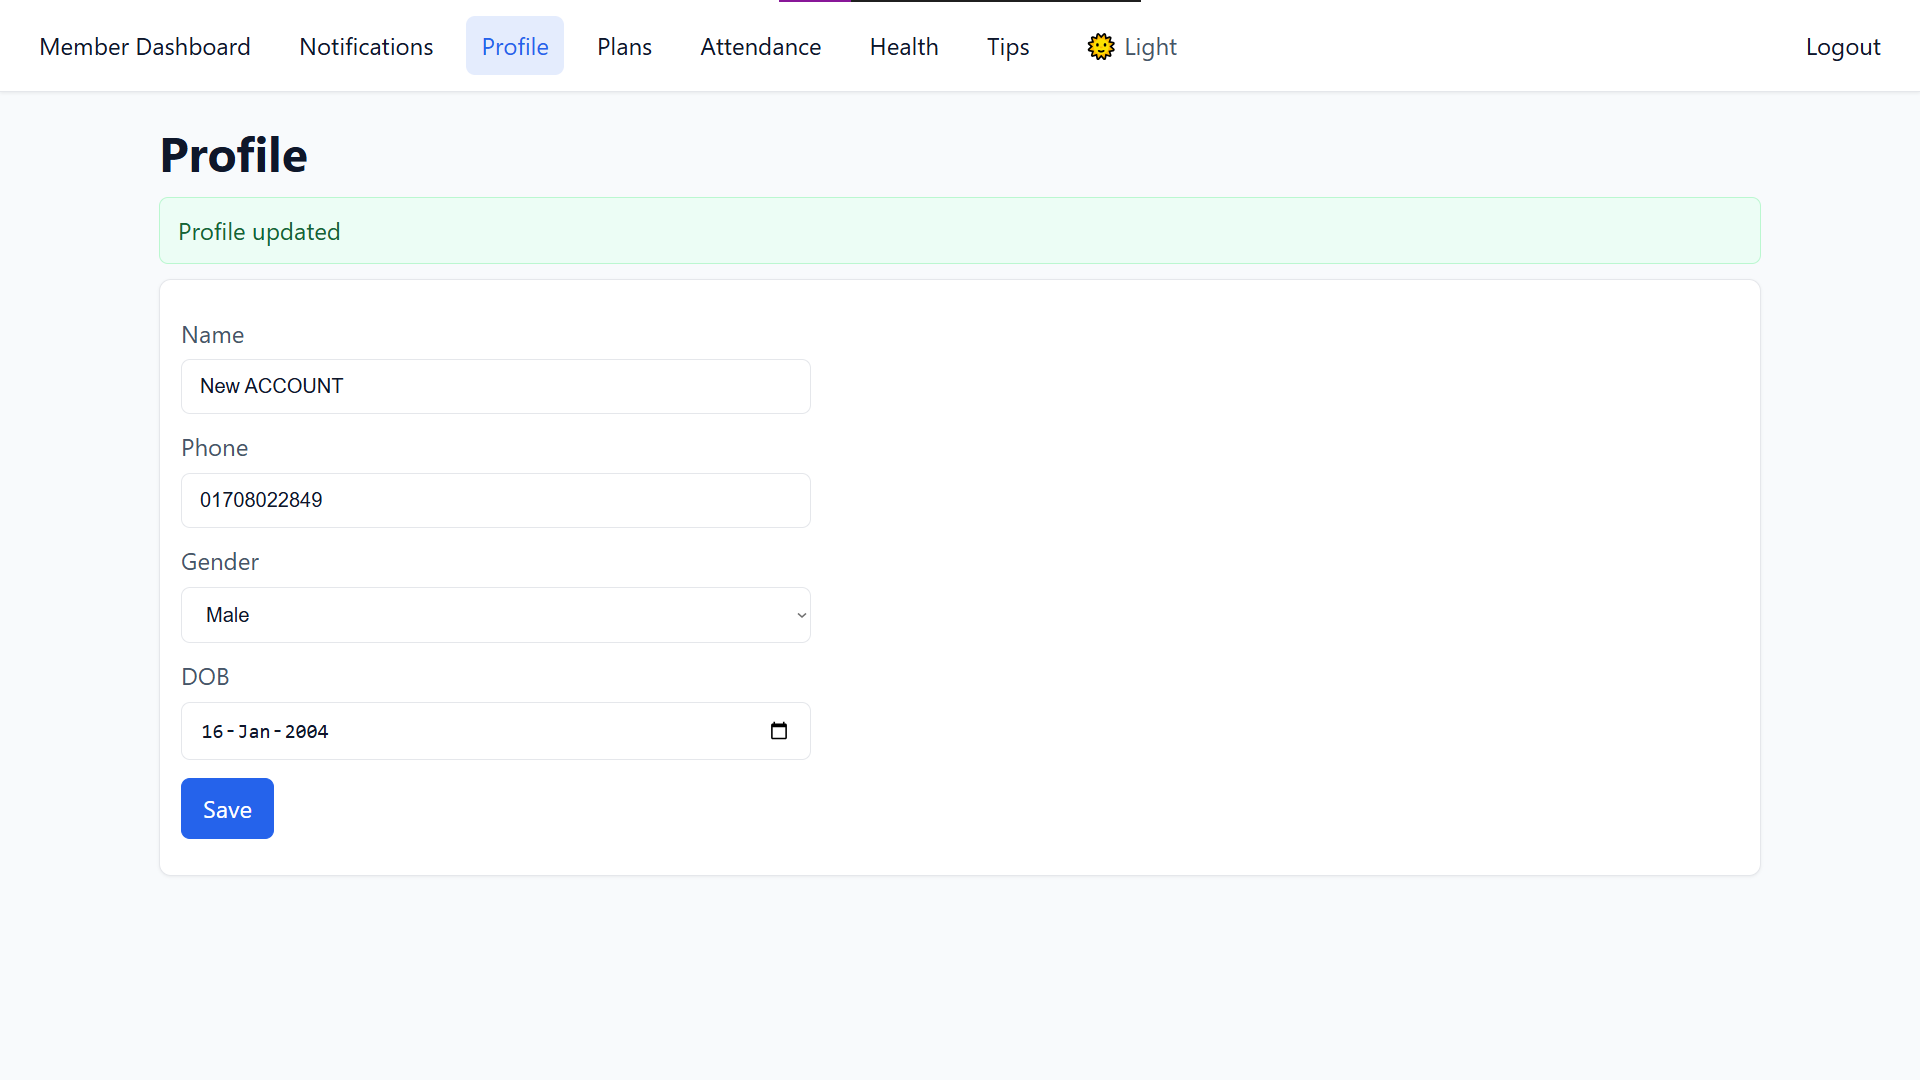 Member Dashboard Notifications Profile Plans Attendance Health Tips 🌞 Light Logout
Profile
Profile updated
Name
New ACCOUNT
Phone
01708022849
Gender
Male
DOB
16-Jan-2004
Save